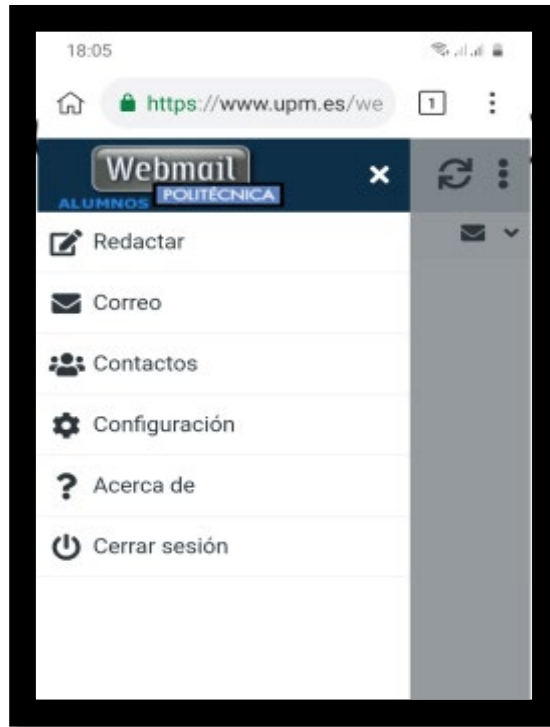 18:05
https://www.upm.es/we
1
Webmail
POLITÉCNICA
ALUMNOS
Redactar
Correo
Contactos
Configuración
Acerca de
Cerrar sesión